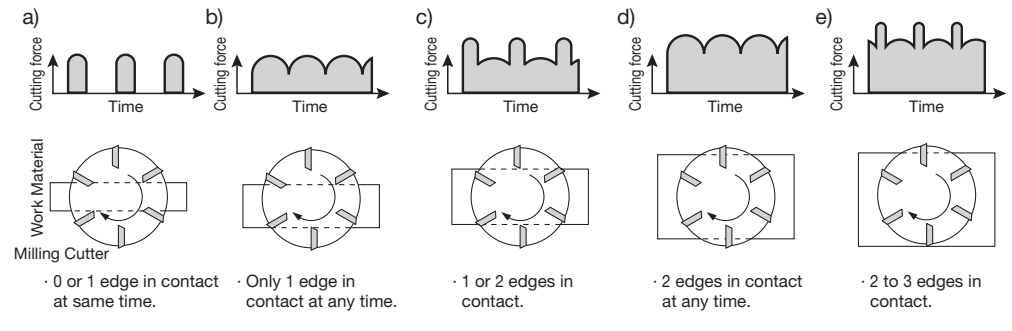 a)
Cutting force
Time
b)
Cutting force
Time
c)
Cutting force
Time
d)
Cutting force
Time
e)
Cutting force
Time
Work Material
Milling Cutter
· 0 or 1 edge in contact
at same time.
· Only 1 edge in
contact at any time.
· 1 or 2 edges in
contact.
· 2 edges in contact
at any time.
· 2 to 3 edges in
contact.